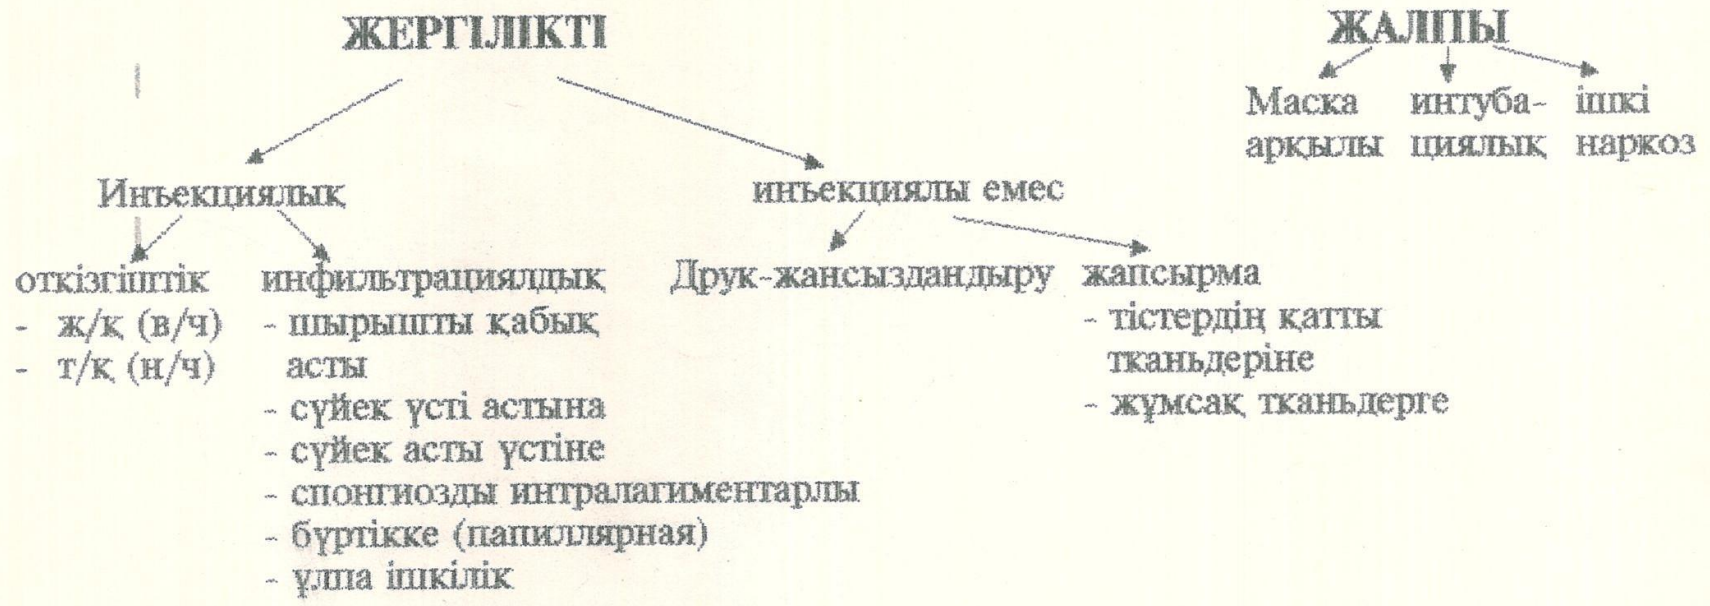 ЖЕРГІЛІКТІ
ЖАЛПЫ
Маска интуба- ішкі
арқылы циялық наркоз
Инъекциялық
инъекциялы емес
откізгіштік
- ж/қ (в/ч)
- т/қ (н/ч)
инфильтрациялдық
- шырышты қабық
асты
- сүйек үсті астына
- сүйек асты үстіне
- спонгиозды интралагиментарлы
- бүртікке (папиллярная)
- ұлпа ішкілік
Друк-жансыздандыру
жапсырма
- тістердің қатты
тканьдеріне
- жұмсақ тканьдерге